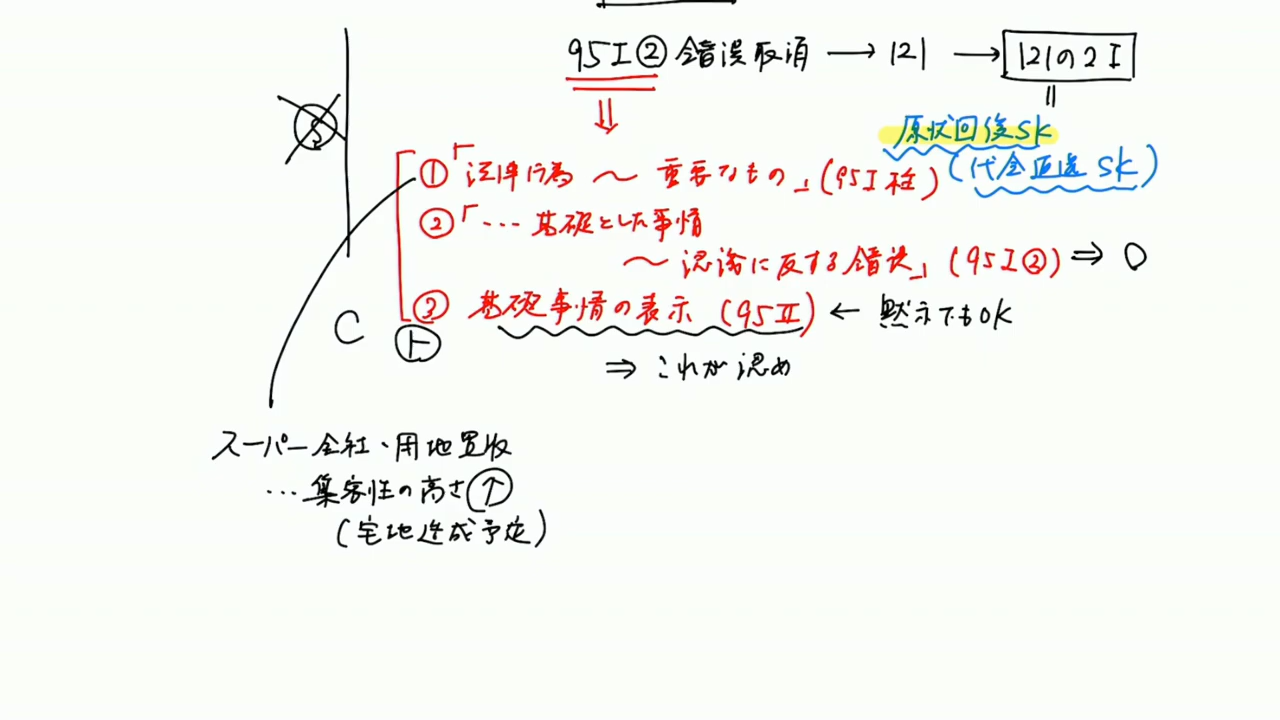 95Ⅰ② 錯誤取消 → 121 → 121の2Ⅰ
||
⇓
原状回復SK
(代金返還SK)
S
①「法律行為 〜 重要なもの」(95Ⅰ柱)
②「… 基礎とした事情
〜 認識に反する錯誤」(95Ⅰ②) ⇒ O
③ 基礎事情の表示 (95Ⅱ) ← 黙示でもOK
C
ト
⇒ これが認め
スーパー会社・用地買収
… 集客性の高さ ↑
(宅地造成予定)